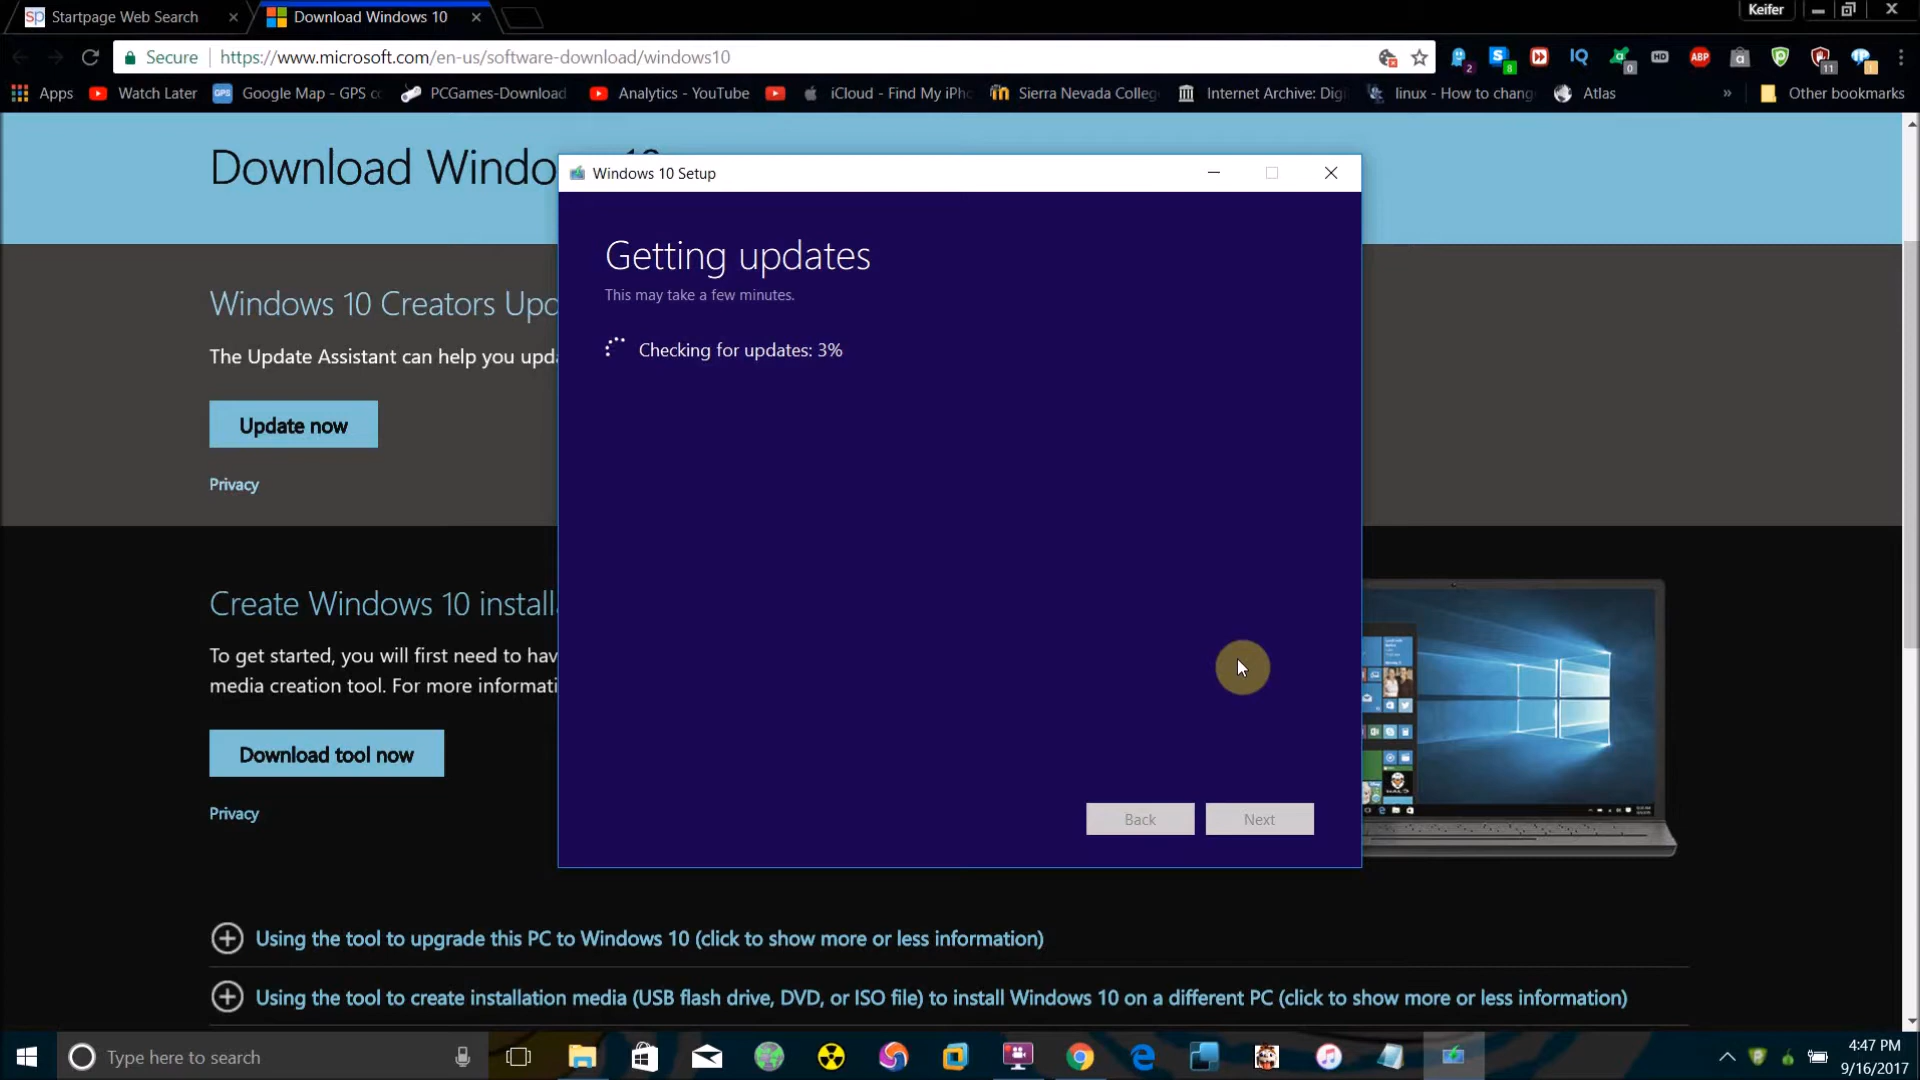 Startpage Web Search
Download Windows 10
Keifer
Secure
https://www.microsoft.com/en-us/software-download/windows10
Apps
Watch Later
Google Map - GPS co
PCGames-Download
Analytics - YouTube
iCloud - Find My iPh
Sierra Nevada Colleg
Internet Archive: Digi
linux - How to chang
Atlas
»
Other bookmarks
Download Windo
Windows 10 Setup
Getting updates
This may take a few minutes.
Checking for updates: 3%
Back
Next
Windows 10 Creators Upd
The Update Assistant can help you upda
Update now
Privacy
Create Windows 10 install
To get started, you will first need to hav
media creation tool. For more informati
Download tool now
Privacy
Using the tool to upgrade this PC to Windows 10 (click to show more or less information)
Using the tool to create installation media (USB flash drive, DVD, or ISO file) to install Windows 10 on a different PC (click to show more or less information)
Type here to search
4:47 PM
9/16/2017